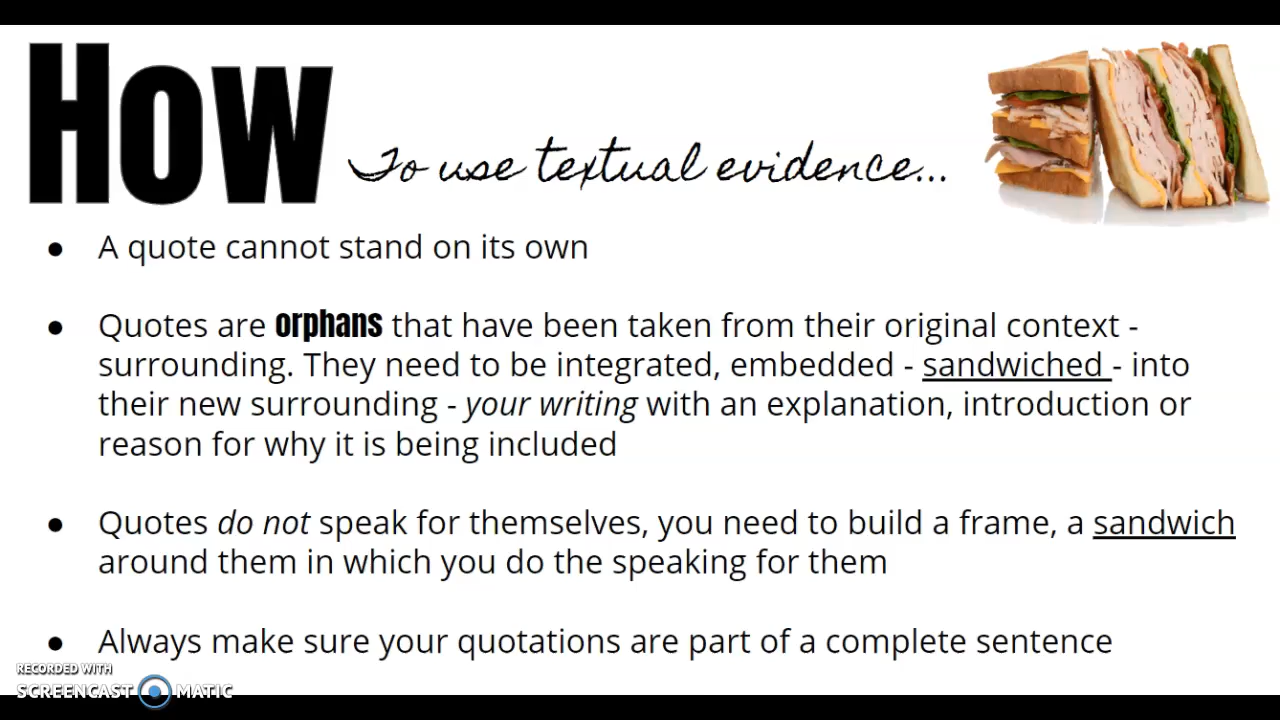 How To use textual evidence...
● A quote cannot stand on its own
● Quotes are orphans that have been taken from their original context -
surrounding. They need to be integrated, embedded - sandwiched - into
their new surrounding - your writing with an explanation, introduction or
reason for why it is being included
● Quotes do not speak for themselves, you need to build a frame, a sandwich
around them in which you do the speaking for them
● Always make sure your quotations are part of a complete sentence
RECORDED WITH
SCREENCAST MATIC